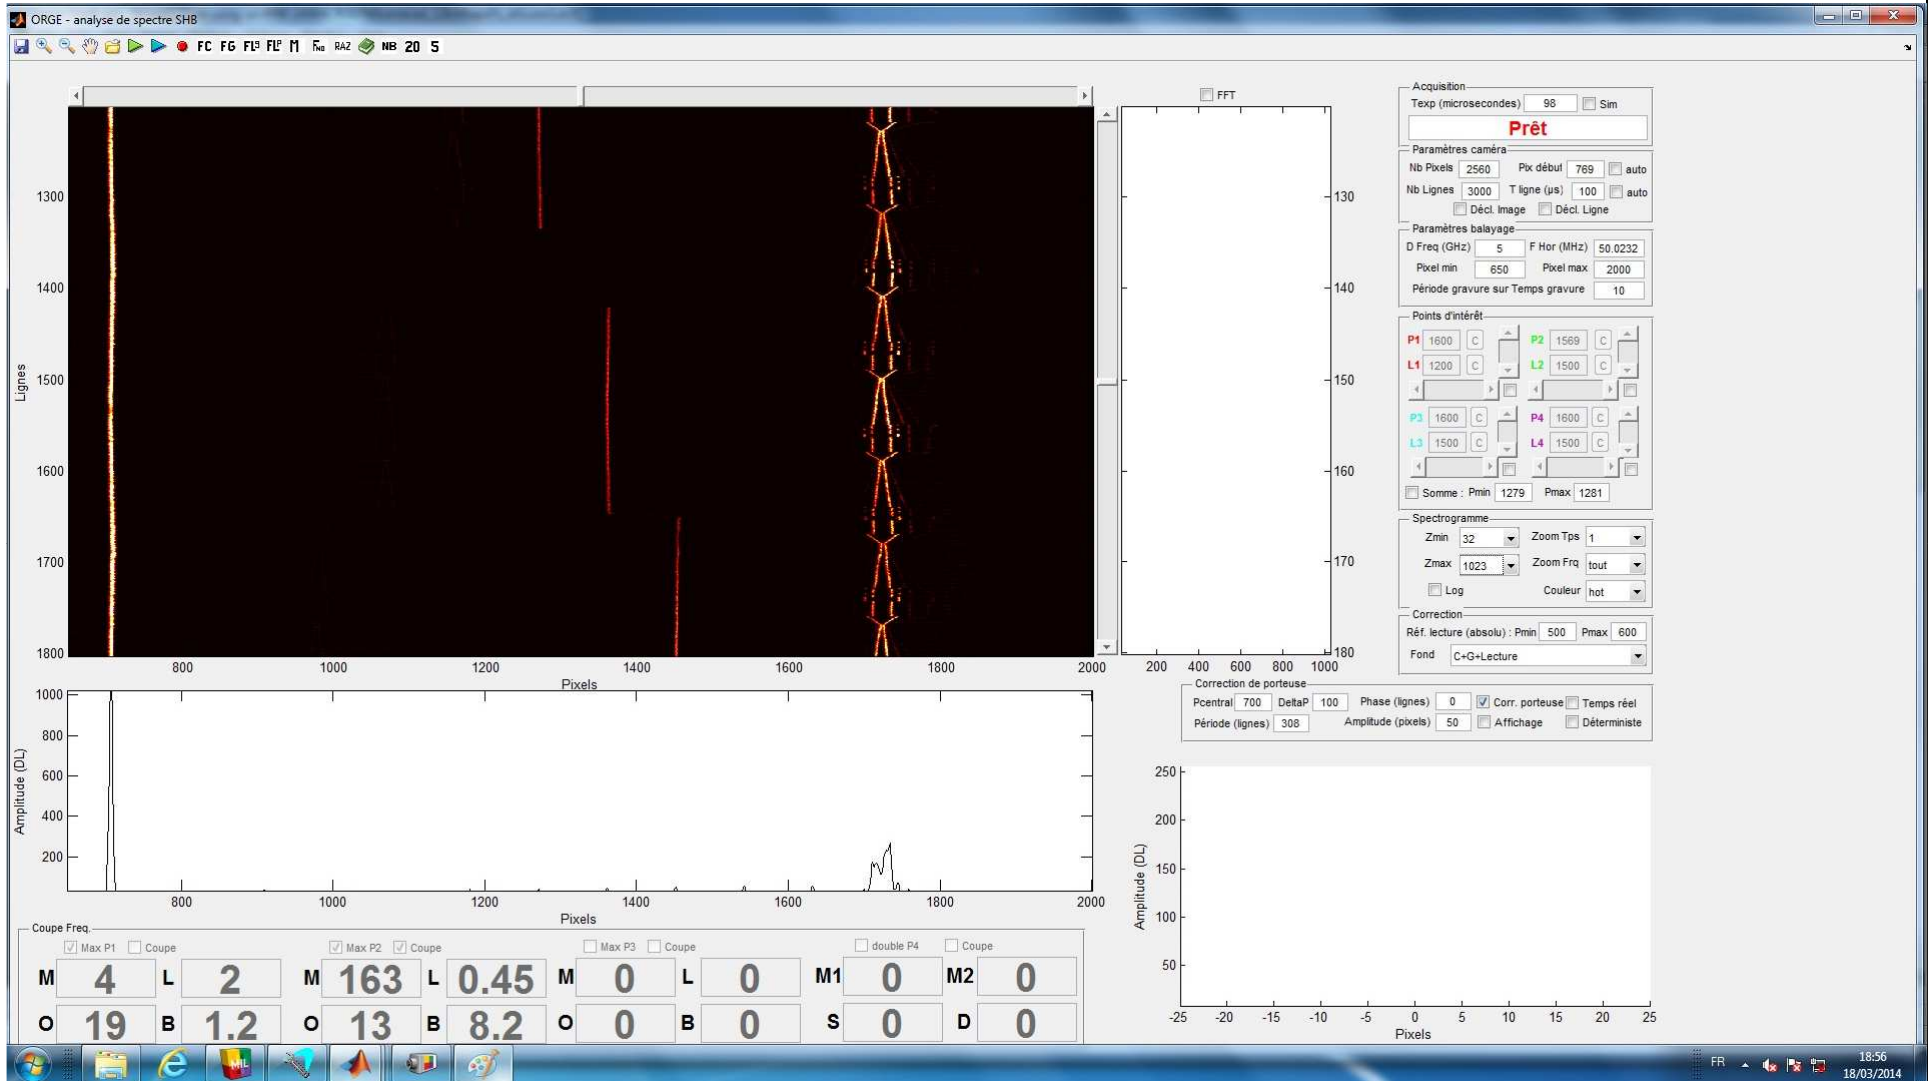 ORGE - analyse de spectre SHB
FC FG FLg FLp M RAZ NB 20 5
FFT
Acquisition
Texp (microsecondes) 98 Sim
Prêt
Paramètres caméra
Nb Pixels 2560 Pix début 769 auto
Nb Lignes 3000 T ligne (µs) 100 auto
Décl. Image Décl. Ligne
Paramètres balayage
D Freq (GHz) 5 F Hor (MHz) 50.0232
Pixel min 650 Pixel max 2000
Période gravure sur Temps gravure 10
Points d'intérêt
P1 1600 C P2 1569 C
L1 1200 C L2 1500 C
P3 1600 C P4 1600 C
L3 1500 C L4 1500 C
Somme : Pmin 1279 Pmax 1281
Spectrogramme
Zmin 32 Zoom Tps 1
Zmax 1023 Zoom Frq tout
Log Couleur hot
Correction
Réf. lecture (absolu) : Pmin 500 Pmax 600
Fond C+G+Lecture
Correction de porteuse
Pcentral 700 DeltaP 100 Phase (lignes) 0 Corr. porteuse Temps réel
Période (lignes) 308 Amplitude (pixels) 50 Affichage Déterministe
Lignes
1300
1400
1500
1600
1700
1800
800 1000 1200 1400 1600 1800 2000
Pixels
130
140
150
160
170
180
200 400 600 800 1000
Amplitude (DL)
1000
800
600
400
200
800 1000 1200 1400 1600 1800 2000
Pixels
Amplitude (DL)
250
200
150
100
50
-25 -20 -15 -10 -5 0 5 10 15 20 25
Pixels
Coupe Freq.
Max P1 Coupe Max P2 Coupe Max P3 Coupe double P4 Coupe
M 4 L 2 M 163 L 0.45 M 0 L 0 M1 0 M2 0
O 19 B 1.2 O 13 B 8.2 O 0 B 0 S 0 D 0
MIL
FR 18:56
18/03/2014